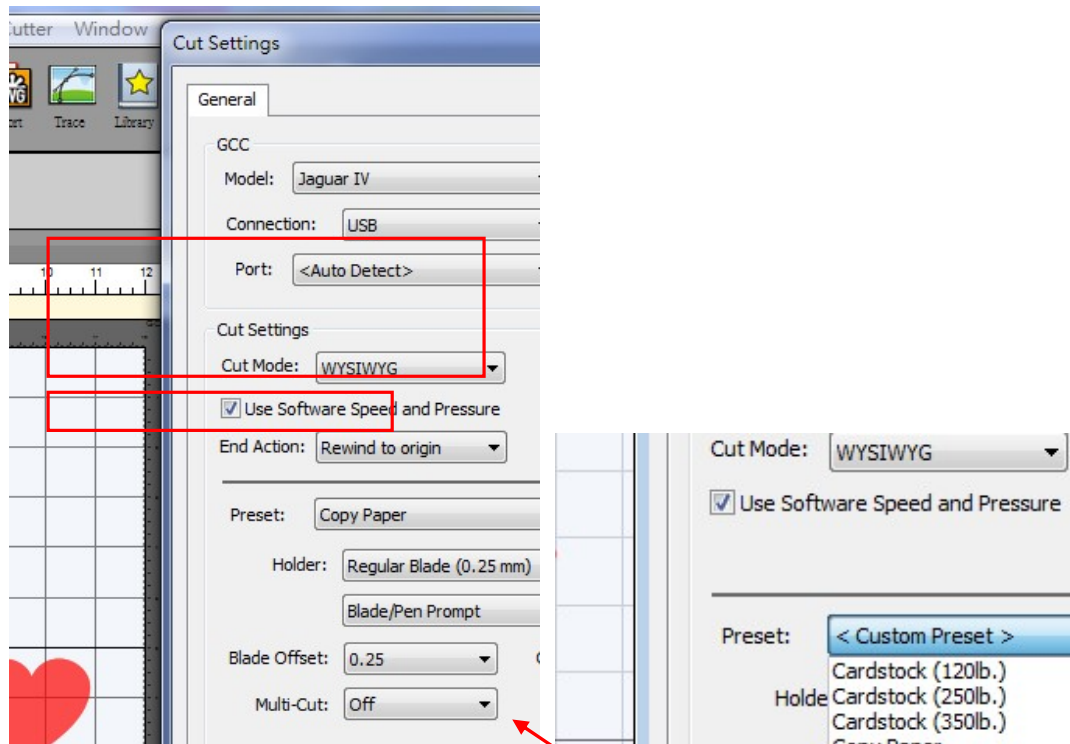 Window
Cut Settings
Trace
Library
General
GCC
Model: Jaguar IV
Connection: USB
Port: <Auto Detect>
10 11 12
Cut Settings
Cut Mode: WYSIWYG
Use Software Speed and Pressure
End Action: Rewind to origin
Preset: Copy Paper
Holder: Regular Blade (0.25 mm)
Blade/Pen Prompt
Blade Offset: 0.25
Multi-Cut: Off
Cut Mode: WYSIWYG
Use Software Speed and Pressure
Preset: < Custom Preset >
Cardstock (120lb.)
Holde Cardstock (250lb.)
Cardstock (350lb.)
Copy Paper